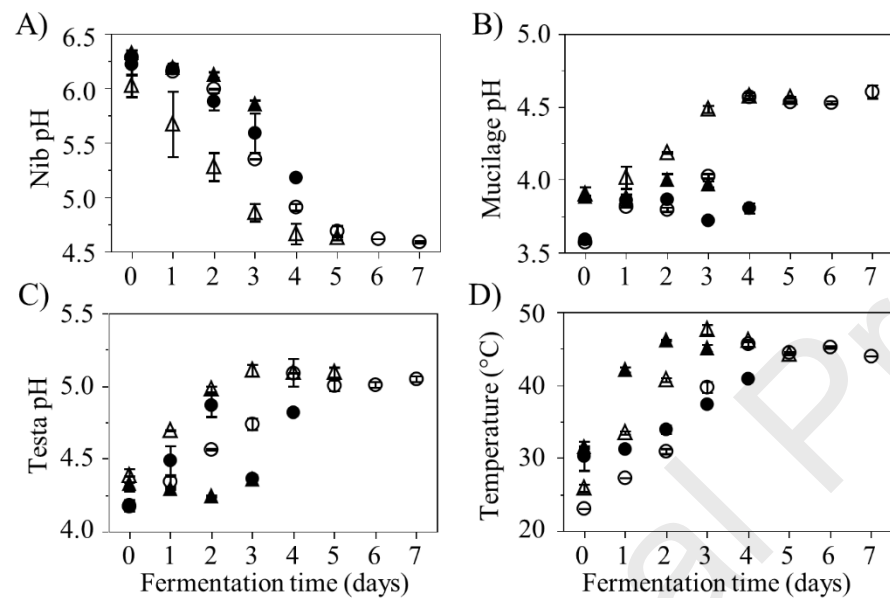 A)
6.5
6.0
5.5
5.0
4.5
Nib pH
0 1 2 3 4 5 6 7
B)
5.0
4.5
4.0
3.5
Mucilage pH
0 1 2 3 4 5 6 7
C)
5.5
5.0
4.5
4.0
Testa pH
0 1 2 3 4 5 6 7
Fermentation time (days)
D)
50
40
30
20
Temperature (°C)
0 1 2 3 4 5 6 7
Fermentation time (days)